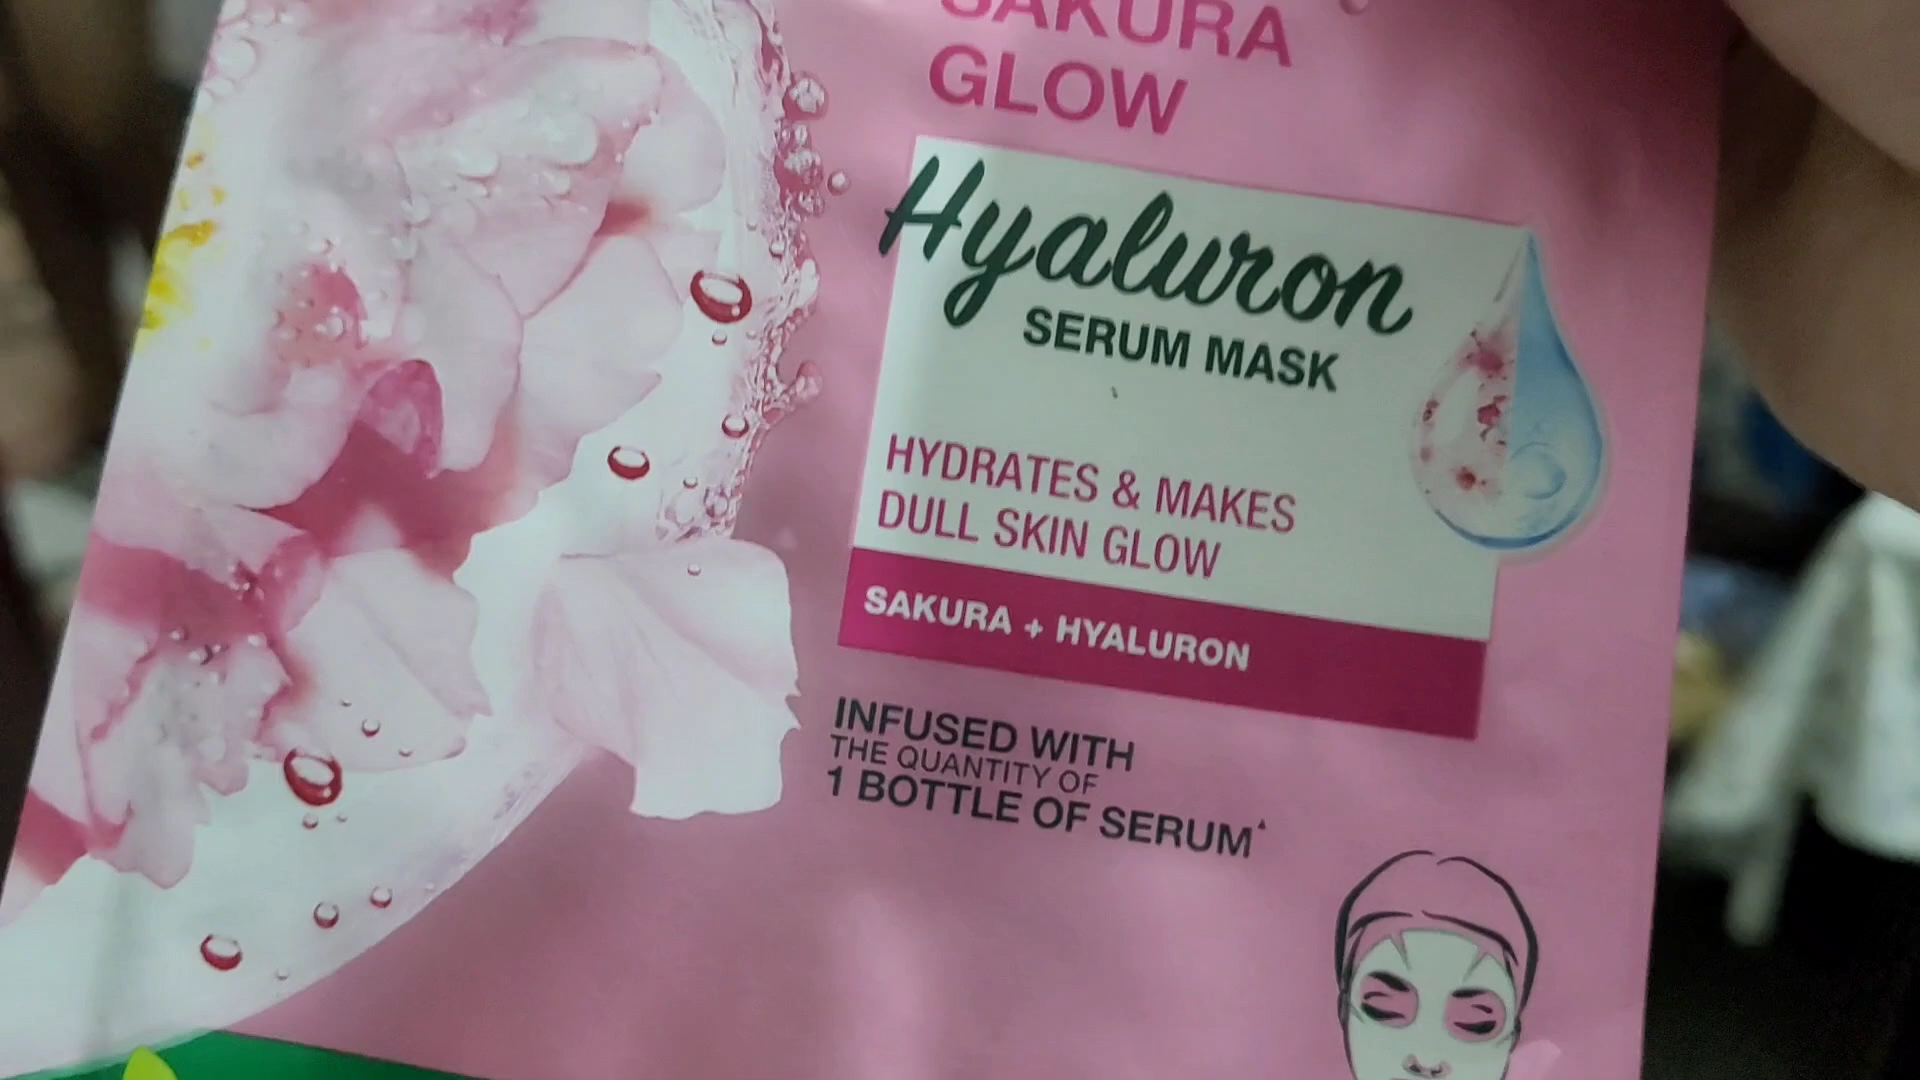 SAKURA
GLOW
Hyaluron
SERUM MASK
HYDRATES & MAKES
DULL SKIN GLOW
SAKURA + HYALURON
INFUSED WITH
THE QUANTITY OF
1 BOTTLE OF SERUM▲